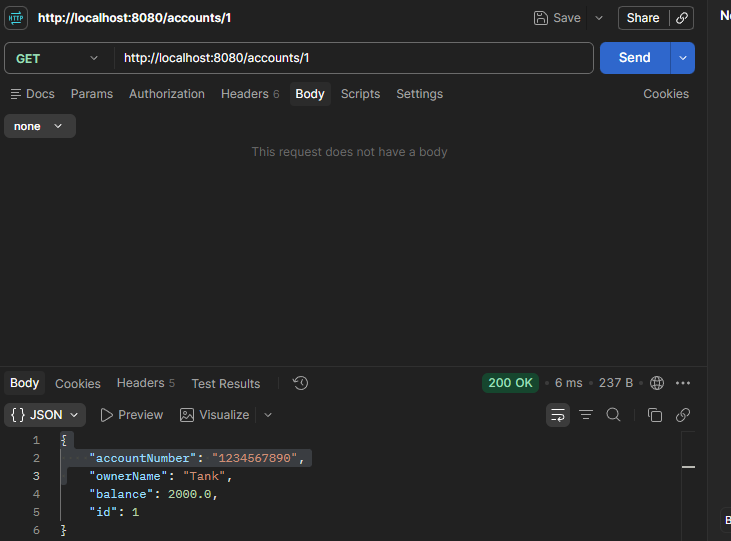 HTTP http://localhost:8080/accounts/1 Save Share
GET http://localhost:8080/accounts/1 Send
Docs Params Authorization Headers 6 Body Scripts Settings Cookies
none
This request does not have a body
Body Cookies Headers 5 Test Results 200 OK • 6 ms • 237 B •
{} JSON Preview Visualize
1 {
2 "accountNumber": "1234567890",
3 "ownerName": "Tank",
4 "balance": 2000.0,
5 "id": 1
6 }